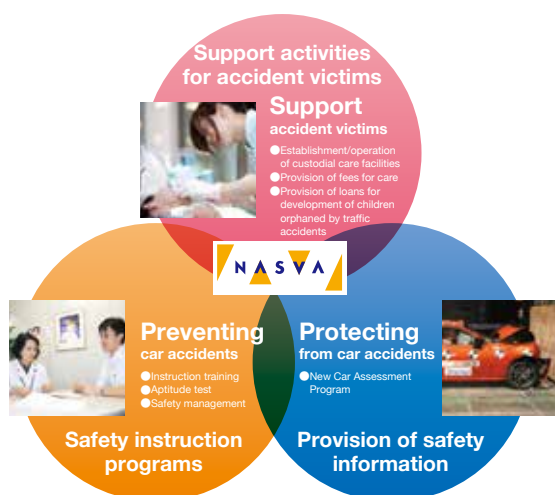 Support activities
for accident victims
Support
accident victims
●Establishment/operation
of custodial care facilities
●Provision of fees for care
●Provision of loans for
development of children
orphaned by traffic
accidents
NASVA
Preventing
car accidents
●Instruction training
●Aptitude test
●Safety management
Safety instruction
programs
Protecting
from car accidents
●New Car Assessment
Program
Provision of safety
information